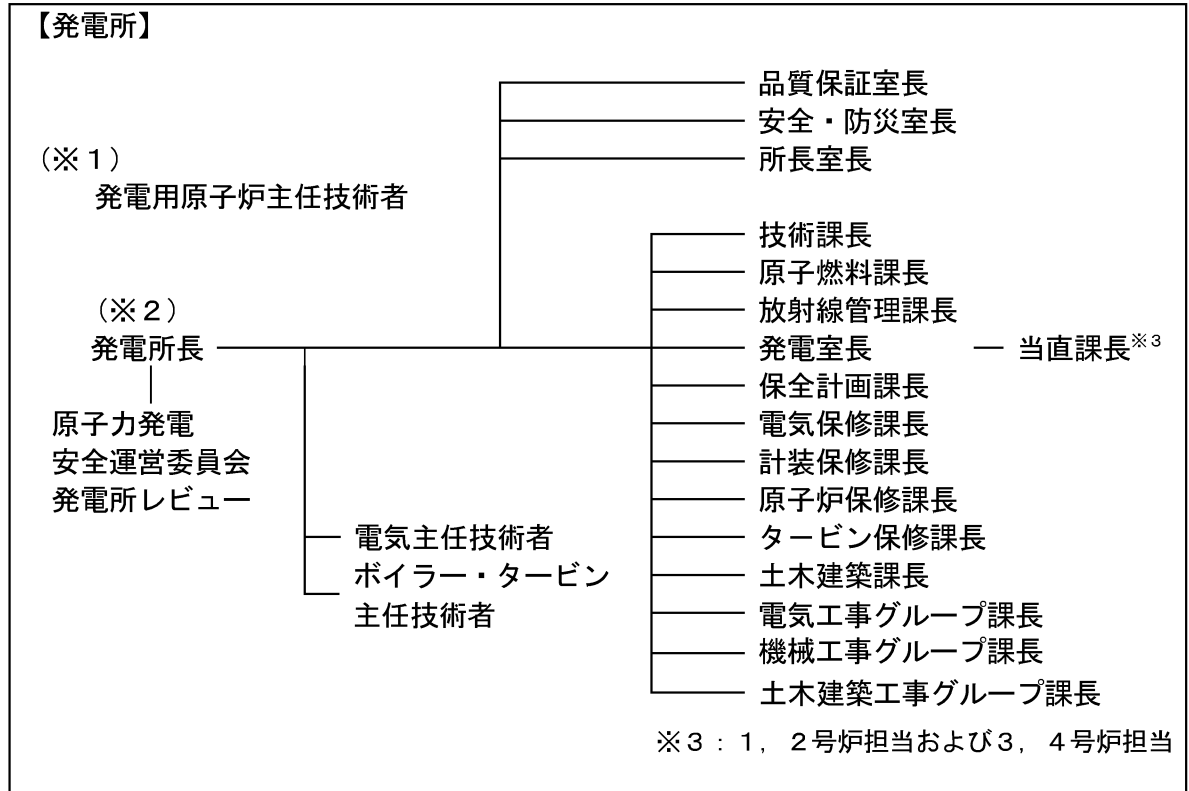 【発電所】
品質保証室長
安全・防災室長
所長室長
(※１)
発電用原子炉主任技術者
技術課長
原子燃料課長
放射線管理課長
(※２)
発電所長
発電室長
当直課長※3
保全計画課長
電気保修課長
計装保修課長
原子炉保修課長
タービン保修課長
土木建築課長
電気工事グループ課長
機械工事グループ課長
土木建築工事グループ課長
原子力発電
安全運営委員会
発電所レビュー
電気主任技術者
ボイラー・タービン
主任技術者
※３：１，２号炉担当および３，４号炉担当